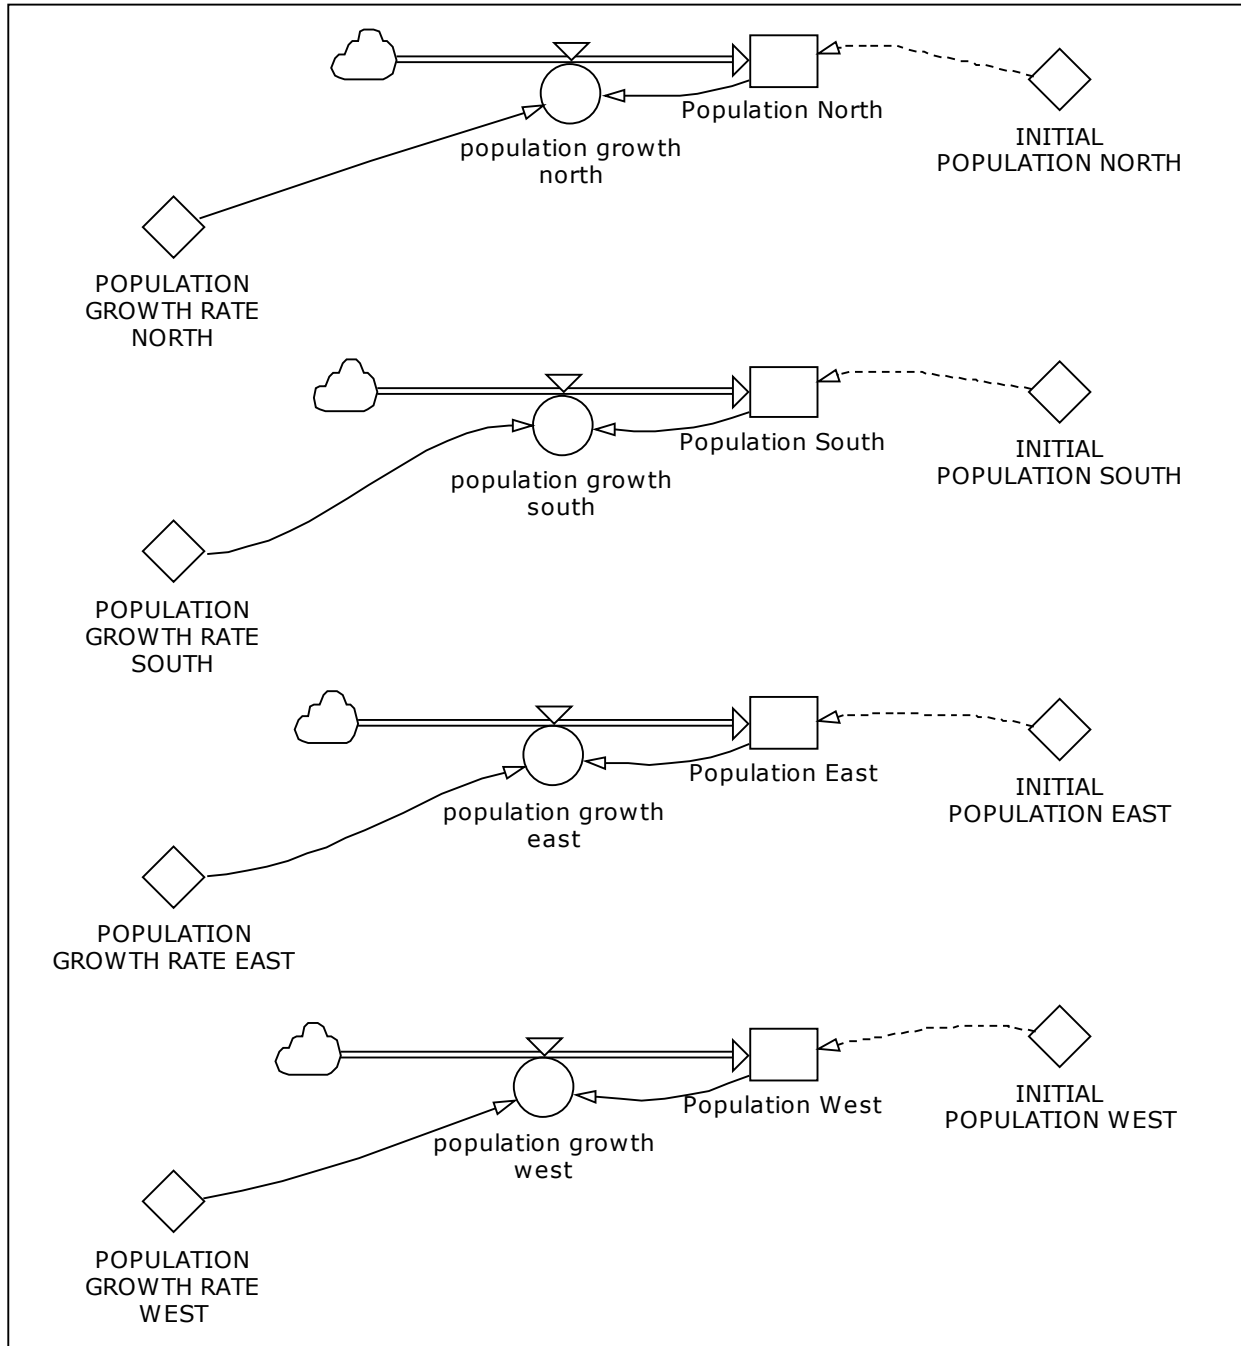 Population North
population growth
north
INITIAL
POPULATION NORTH
POPULATION
GROWTH RATE
NORTH
Population South
population growth
south
INITIAL
POPULATION SOUTH
POPULATION
GROWTH RATE
SOUTH
Population East
population growth
east
INITIAL
POPULATION EAST
POPULATION
GROWTH RATE EAST
Population West
population growth
west
INITIAL
POPULATION WEST
POPULATION
GROWTH RATE
WEST